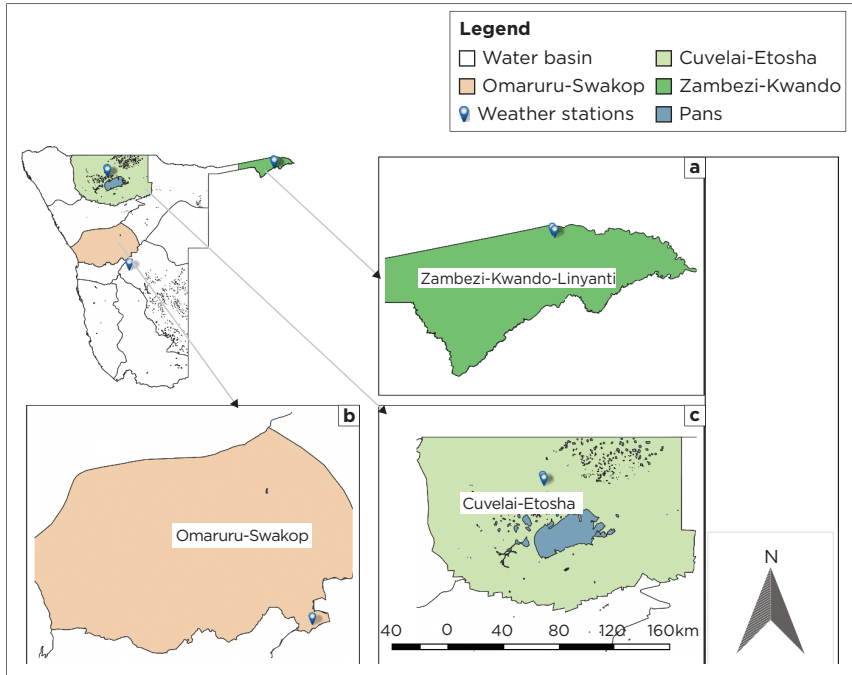 Legend
Water basin
Cuvelai-Etosha
Omaruru-Swakop
Zambezi-Kwando
Weather stations
Pans
a
Zambezi-Kwando-Linyanti
b
Omaruru-Swakop
c
Cuvelai-Etosha
40 0 40 80 120 160km
N